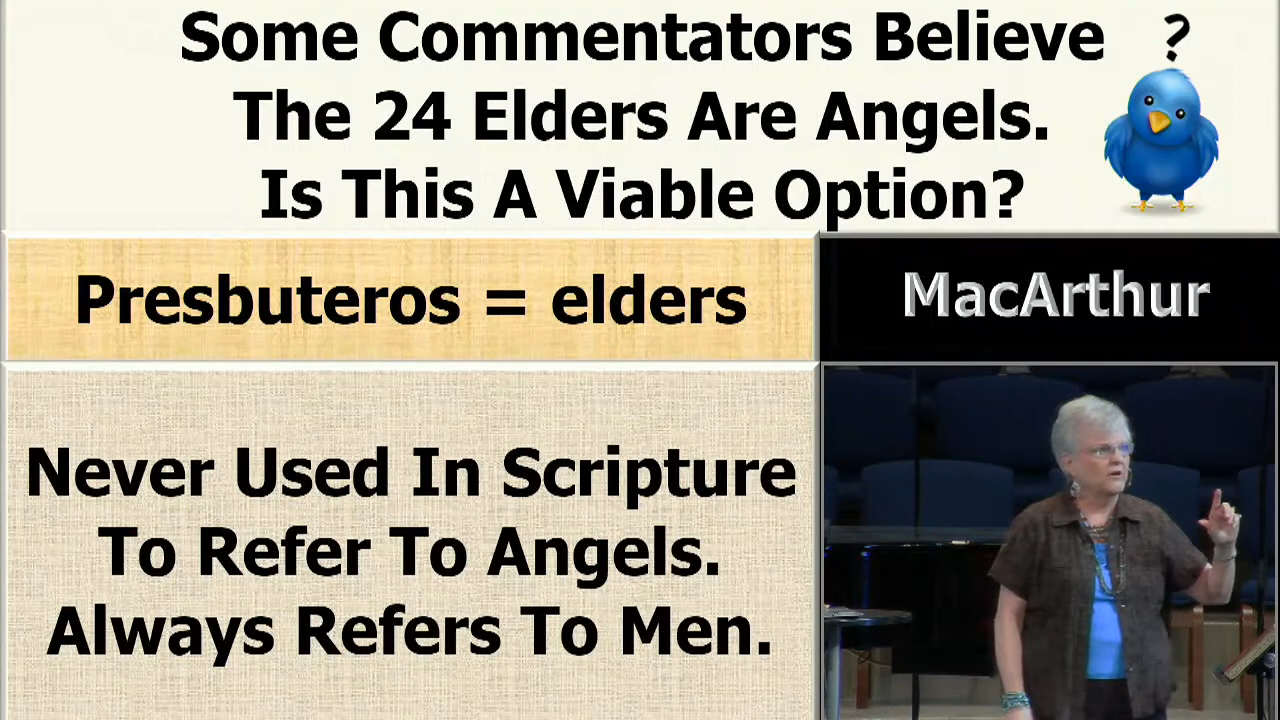 Some Commentators Believe ?
The 24 Elders Are Angels.
Is This A Viable Option?
Presbuteros = elders
MacArthur
Never Used In Scripture
To Refer To Angels.
Always Refers To Men.